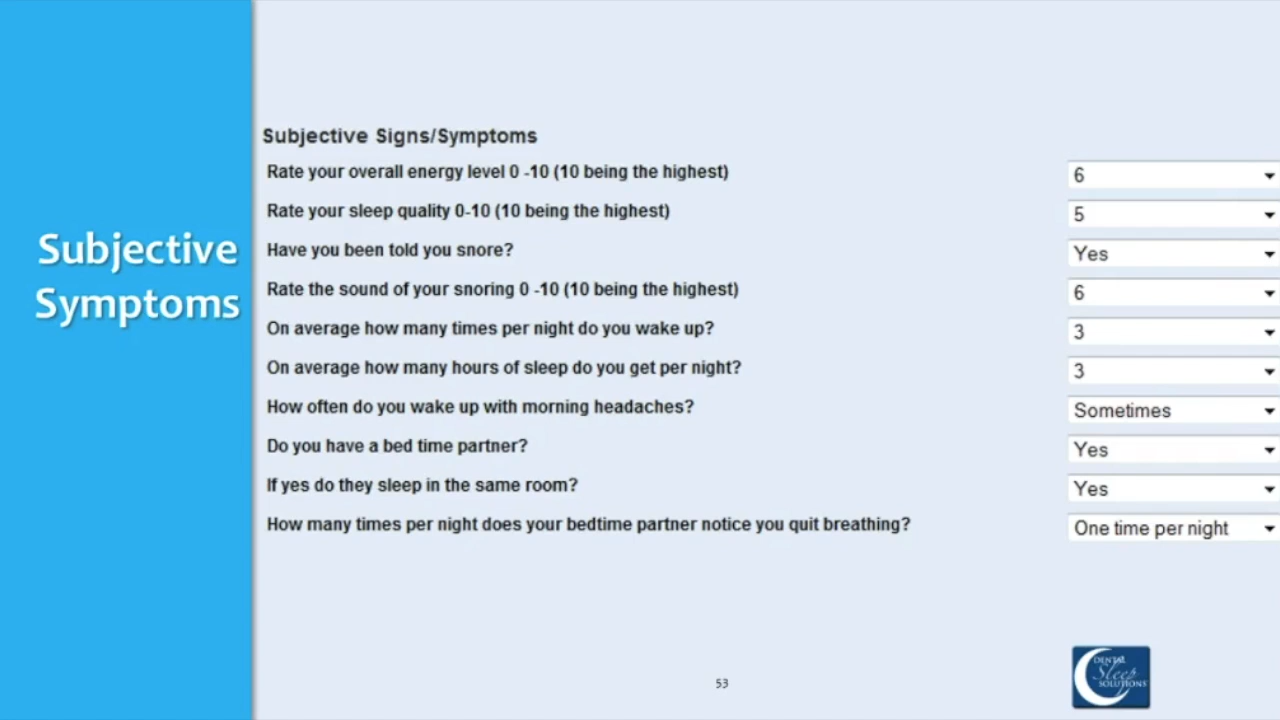 Subjective
Symptoms
Subjective Signs/Symptoms
Rate your overall energy level 0 -10 (10 being the highest) 6
Rate your sleep quality 0-10 (10 being the highest) 5
Have you been told you snore? Yes
Rate the sound of your snoring 0 -10 (10 being the highest) 6
On average how many times per night do you wake up? 3
On average how many hours of sleep do you get per night? 3
How often do you wake up with morning headaches? Sometimes
Do you have a bed time partner? Yes
If yes do they sleep in the same room? Yes
How many times per night does your bedtime partner notice you quit breathing? One time per night
53
DENTAL
Sleep
SOLUTIONS